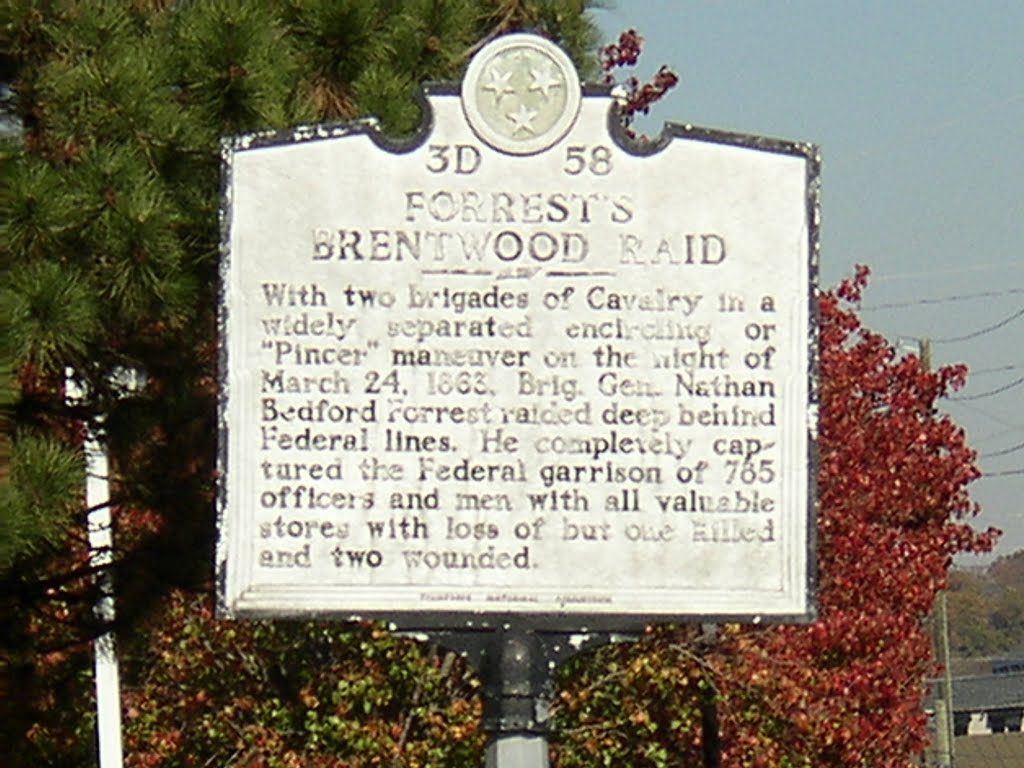 3D 58
FORREST'S
BRENTWOOD RAID
With two brigades of Cavalry in a
widely separated encircling or
"Pincer" maneuver on the night of
March 24, 1863, Brig. Gen. Nathan
Bedford Forrest raided deep behind
Federal lines. He completely cap-
tured the Federal garrison of 785
officers and men with all valuable
stores with loss of but one killed
and two wounded.